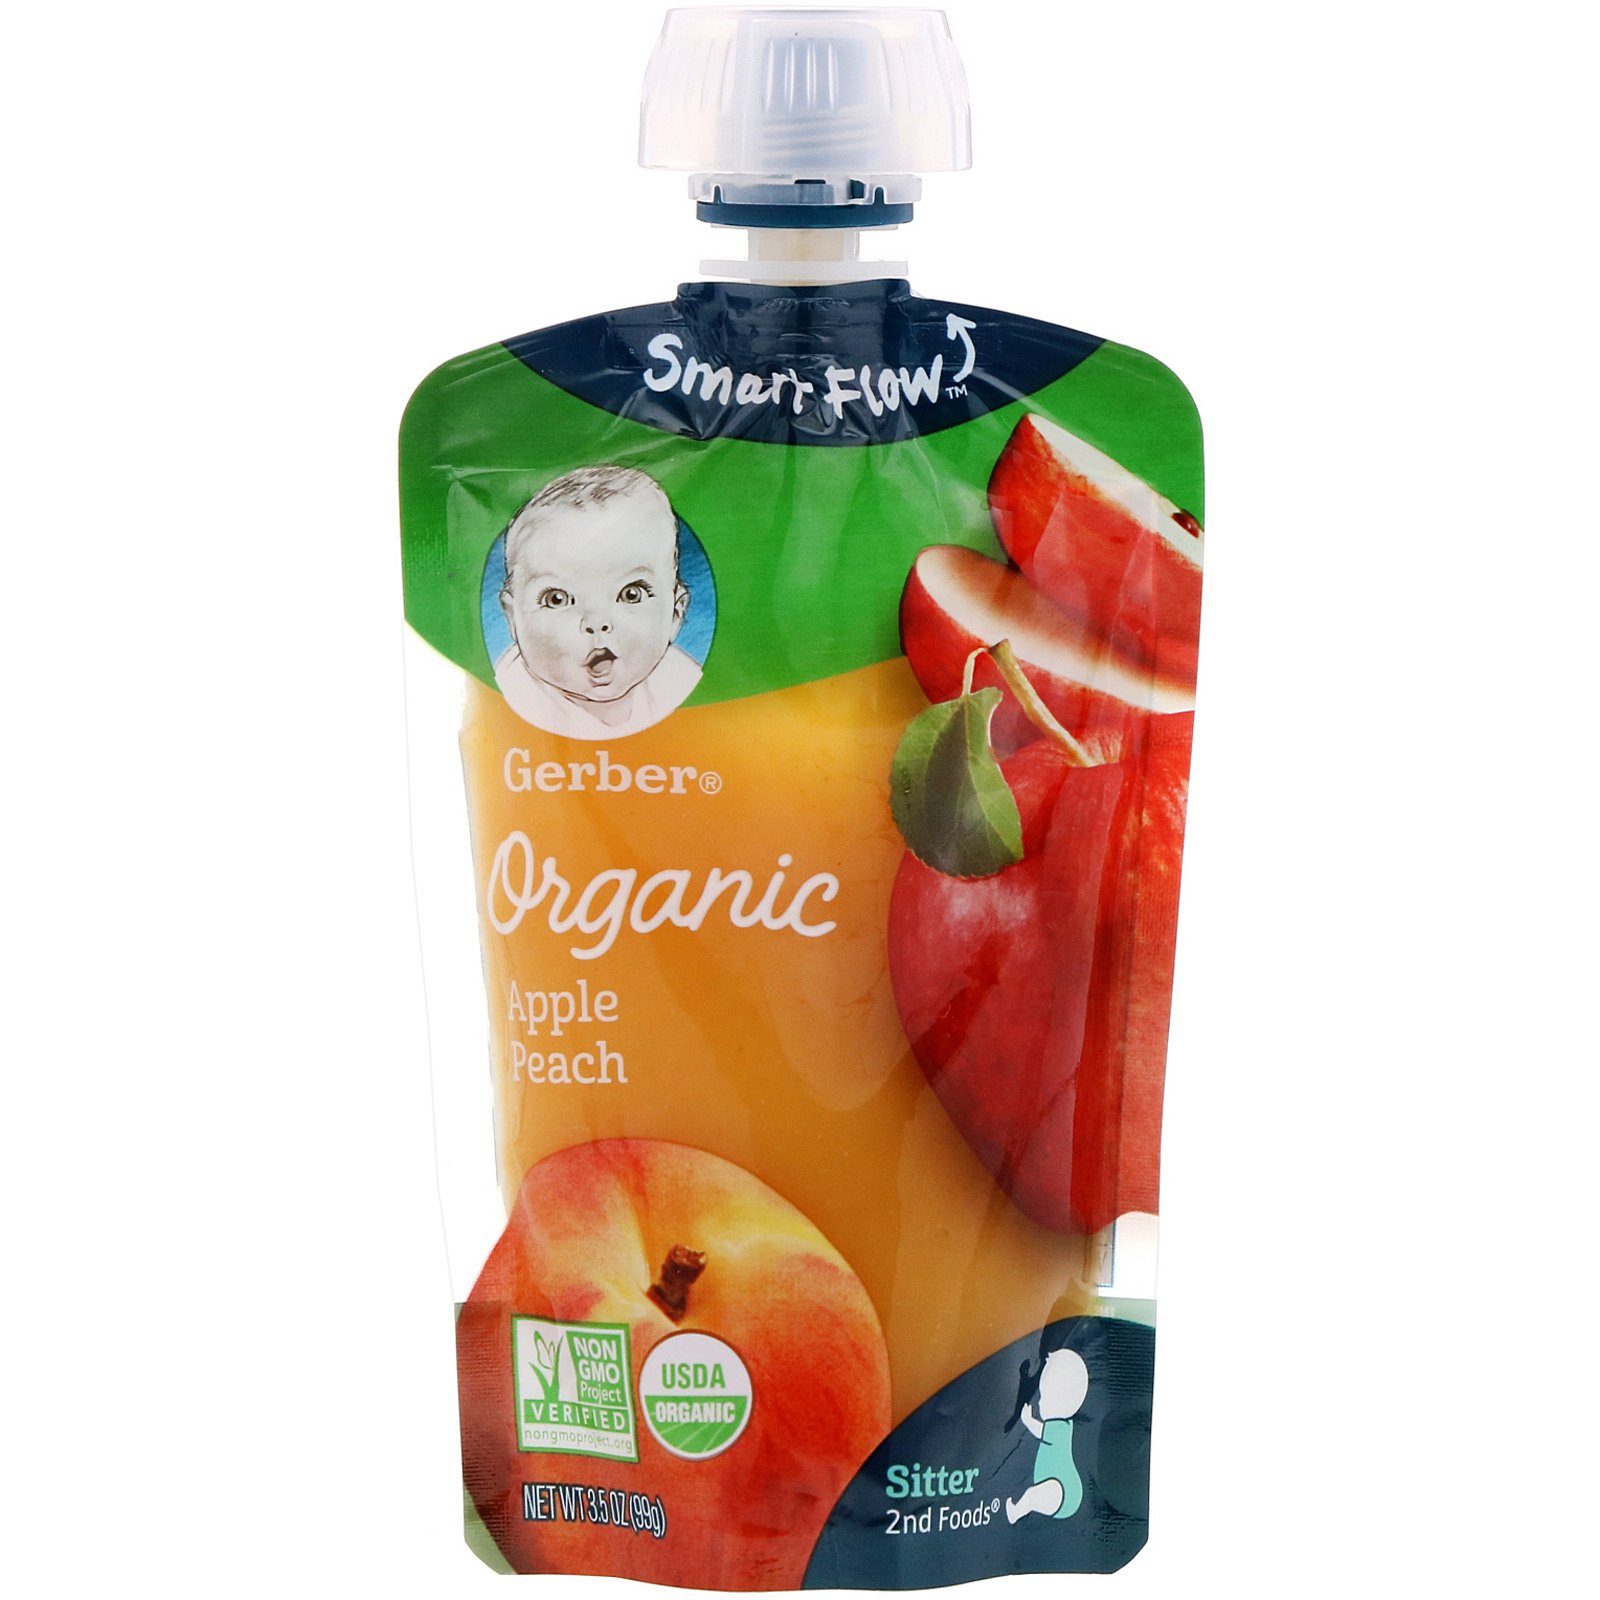 Smart Flow™
Gerber®
Organic
Apple
Peach
NON
GMO
Project
VERIFIED
nongmoproject.org
USDA
ORGANIC
NET WT 3.5 OZ (99g)
Sitter
2nd Foods®